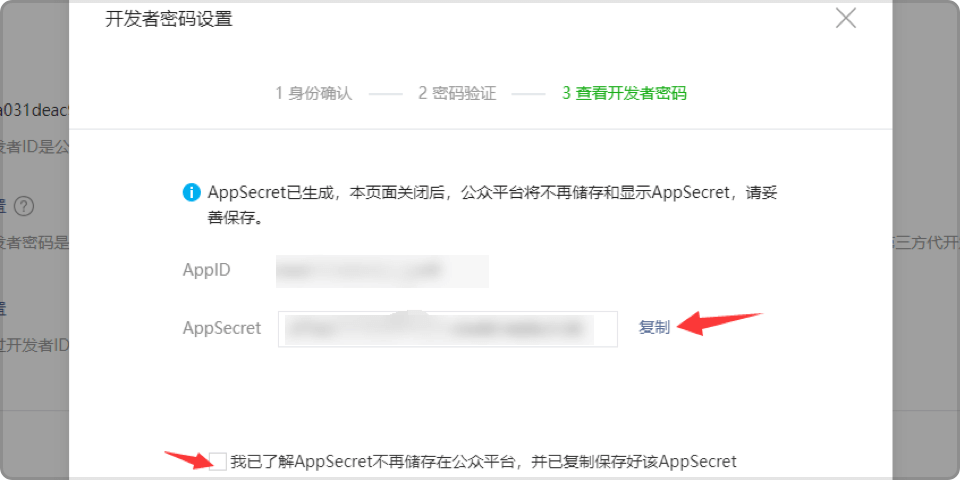 开发者密码设置
1 身份确认
2 密码验证
3 查看开发者密码
a031deac
发者ID是公
置 ?
发者密码是
三方代开
置
过开发者ID
AppSecret已生成，本页面关闭后，公众平台将不再储存和显示AppSecret，请妥
善保存。
AppID
AppSecret
复制
我已了解AppSecret不再储存在公众平台，并已复制保存好该AppSecret